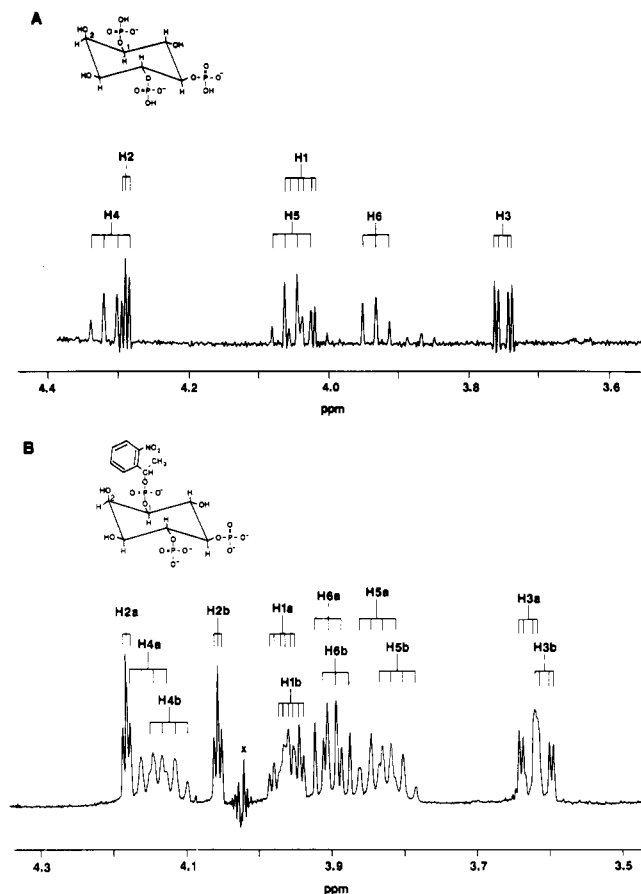 A
OH
O=P–O⁻
HO
2
H
O
H
OH
H
1
H
O
HO
H
O–P–O⁻
H
O
OH
H
O=P–O⁻
OH
H2
H1
H4
H5
H6
H3
4.4
4.2
4.0
3.8
3.6
ppm
B
NO₂
CH₃
CH
O
O=P–O⁻
HO
2
H
O
H
OH
H
1
H
O
HO
H
O–P–O⁻
H
O
O⁻
H
O=P–O⁻
O⁻
H2a
H2b
H1a
H6a
H5a
H3a
H4a
H4b
H1b
H6b
H5b
H3b
x
4.3
4.1
3.9
3.7
3.5
ppm